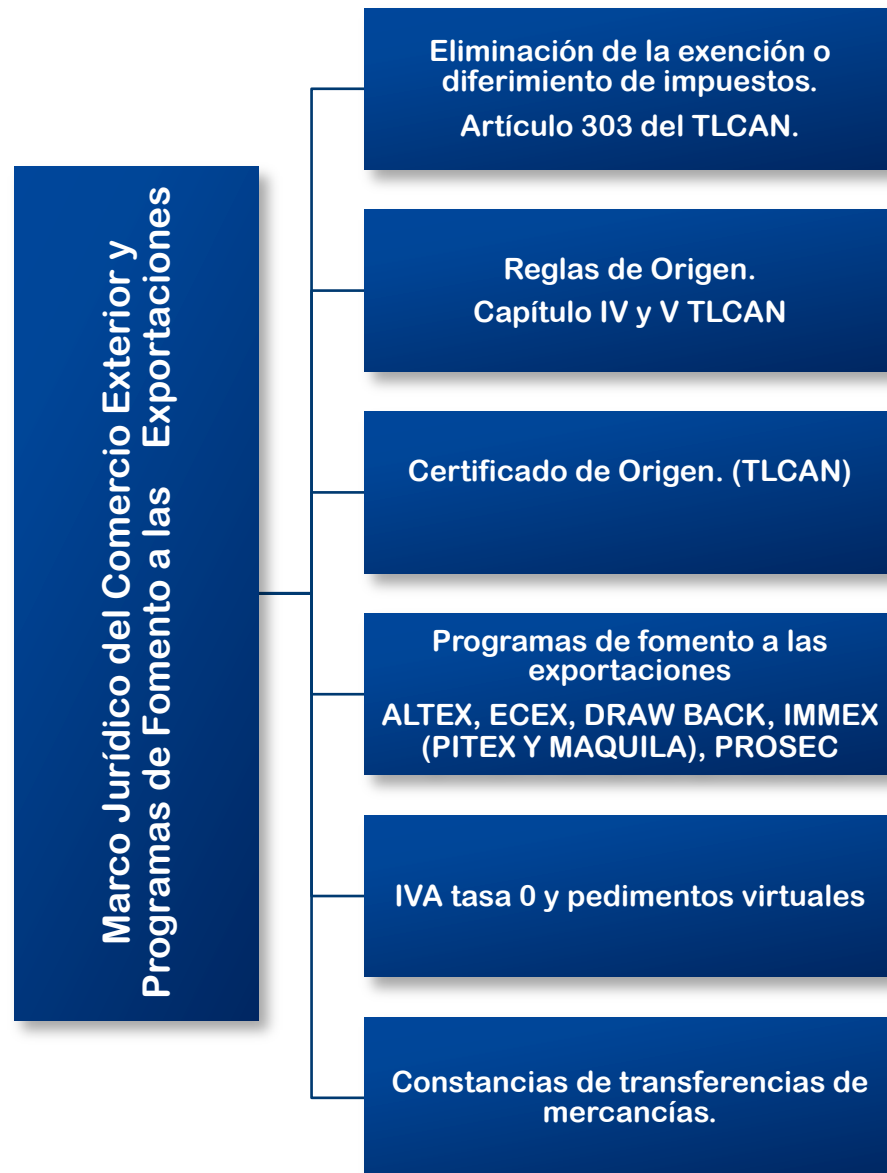 Marco Jurídico del Comercio Exterior y
Programas de Fomento a las Exportaciones
Eliminación de la exención o
diferimiento de impuestos.
Artículo 303 del TLCAN.
Reglas de Origen.
Capítulo IV y V TLCAN
Certificado de Origen. (TLCAN)
Programas de fomento a las
exportaciones
ALTEX, ECEX, DRAW BACK, IMMEX
(PITEX Y MAQUILA), PROSEC
IVA tasa 0 y pedimentos virtuales
Constancias de transferencias de
mercancías.